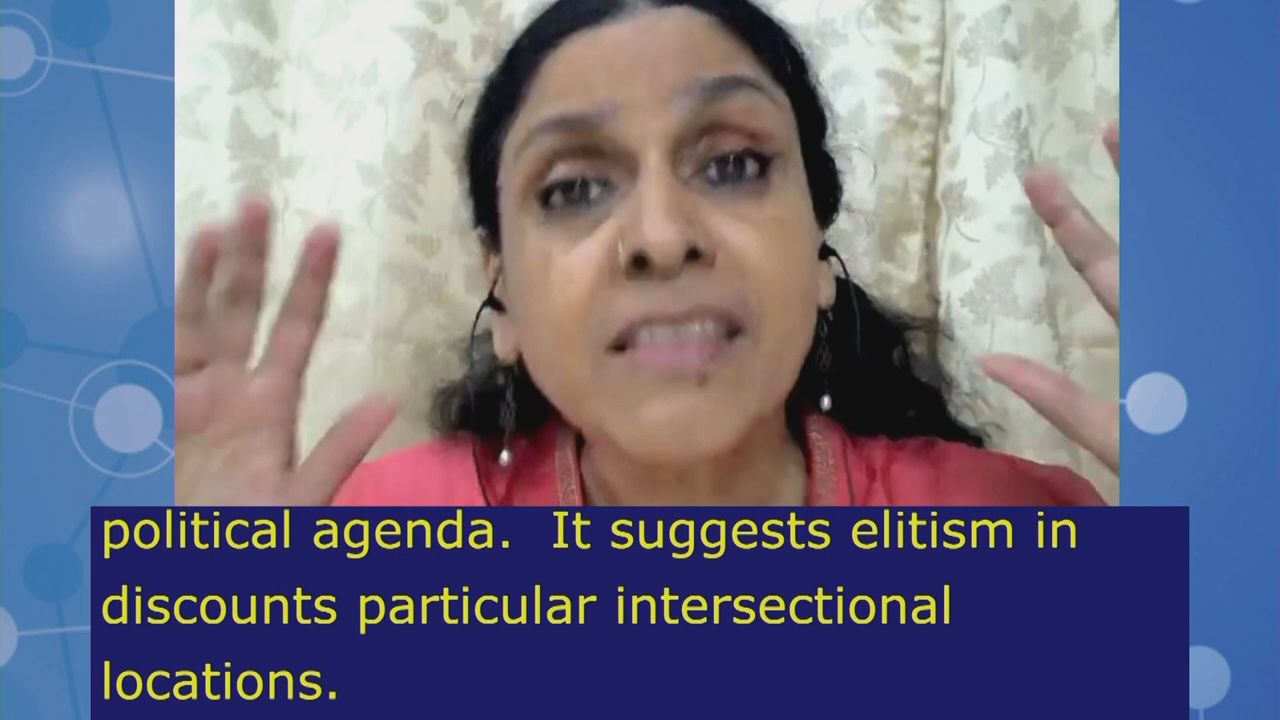 political agenda.  It suggests elitism in
discounts particular intersectional
locations.